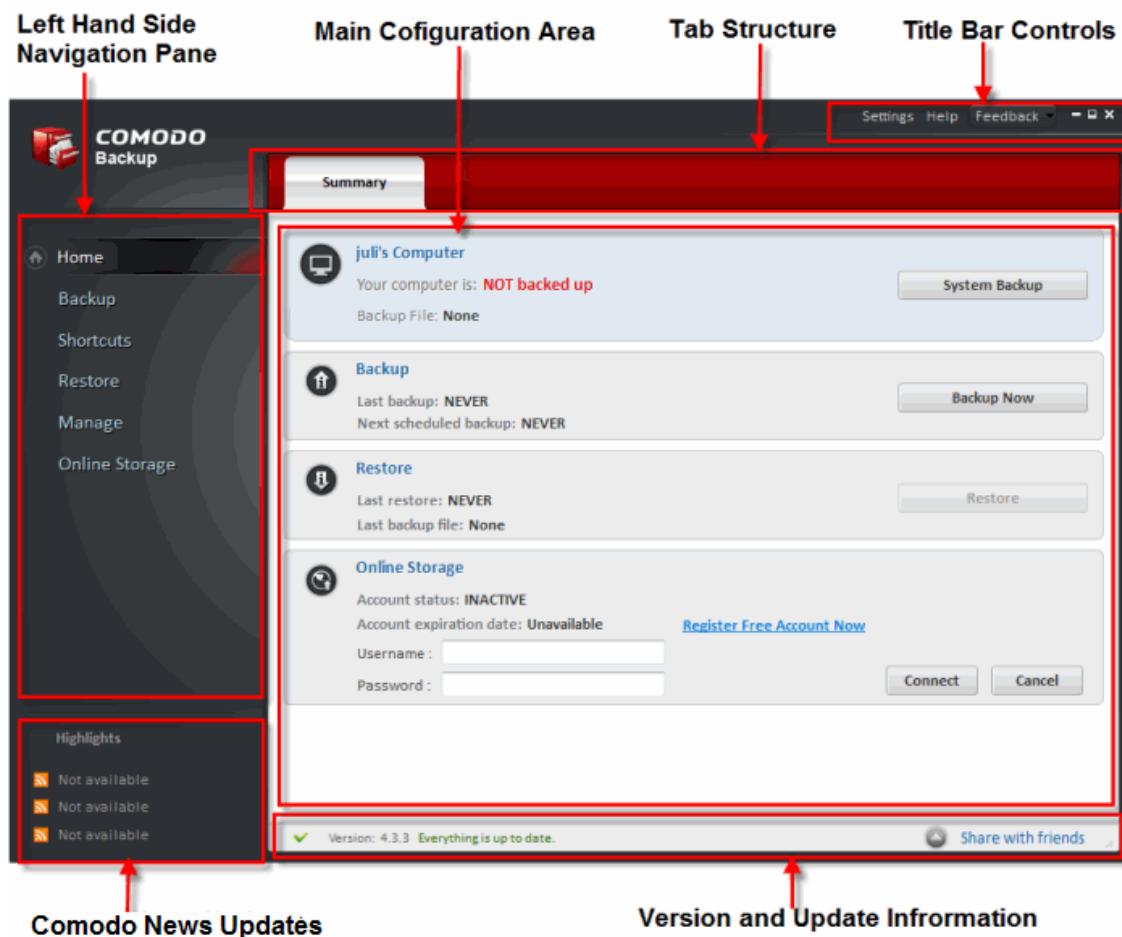 Left Hand Side
Navigation Pane
Main Cofiguration Area
Tab Structure
Title Bar Controls
COMODO
Backup
Settings Help Feedback
Summary
Home
Backup
Shortcuts
Restore
Manage
Online Storage
juli's Computer
Your computer is: NOT backed up
Backup File: None
System Backup
Backup
Last backup: NEVER
Next scheduled backup: NEVER
Backup Now
Restore
Last restore: NEVER
Last backup file: None
Restore
Online Storage
Account status: INACTIVE
Account expiration date: Unavailable
Register Free Account Now
Username :
Password :
Connect
Cancel
Highlights
Not available
Not available
Not available
Version: 4.3.3 Everything is up to date.
Share with friends
Comodo News Updates
Version and Update Infrormation